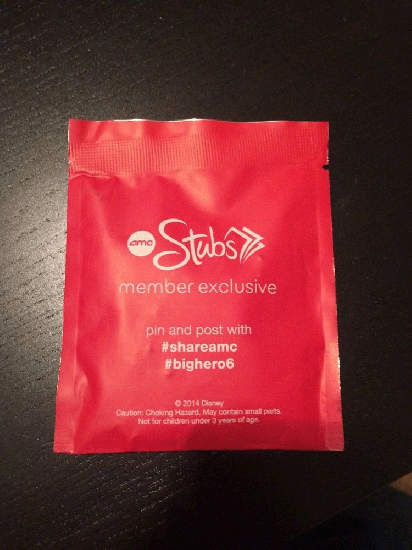 amc Stubs
member exclusive
pin and post with
#shareamc
#bighero6
© 2014 Disney
Caution: Choking Hazard. May contain small parts.
Not for children under 3 years of age.